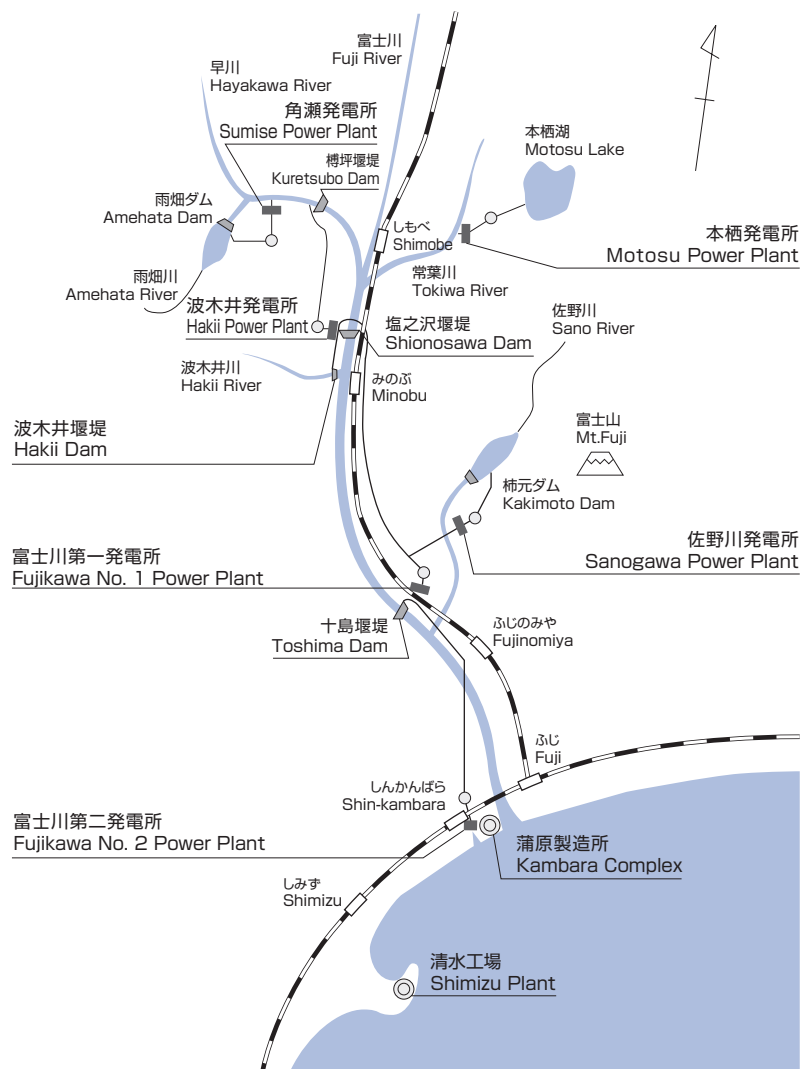 富士川
Fuji River
早川
Hayakawa River
角瀬発電所
Sumise Power Plant
本栖湖
Motosu Lake
榑坪堰堤
Kuretsubo Dam
雨畑ダム
Amehata Dam
しもべ
Shimobe
本栖発電所
Motosu Power Plant
雨畑川
Amehata River
常葉川
Tokiwa River
波木井発電所
Hakii Power Plant
塩之沢堰堤
Shionosawa Dam
佐野川
Sano River
波木井川
Hakii River
みのぶ
Minobu
富士山
Mt.Fuji
波木井堰堤
Hakii Dam
柿元ダム
Kakimoto Dam
佐野川発電所
Sanogawa Power Plant
富士川第一発電所
Fujikawa No. 1 Power Plant
十島堰堤
Toshima Dam
ふじのみや
Fujinomiya
ふじ
Fuji
しんかんばら
Shin-kambara
富士川第二発電所
Fujikawa No. 2 Power Plant
蒲原製造所
Kambara Complex
しみず
Shimizu
清水工場
Shimizu Plant